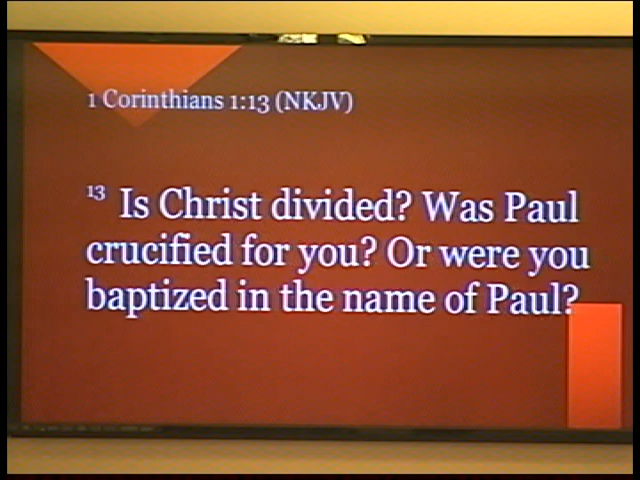 1 Corinthians 1:13 (NKJV)
13 Is Christ divided? Was Paul
crucified for you? Or were you
baptized in the name of Paul?